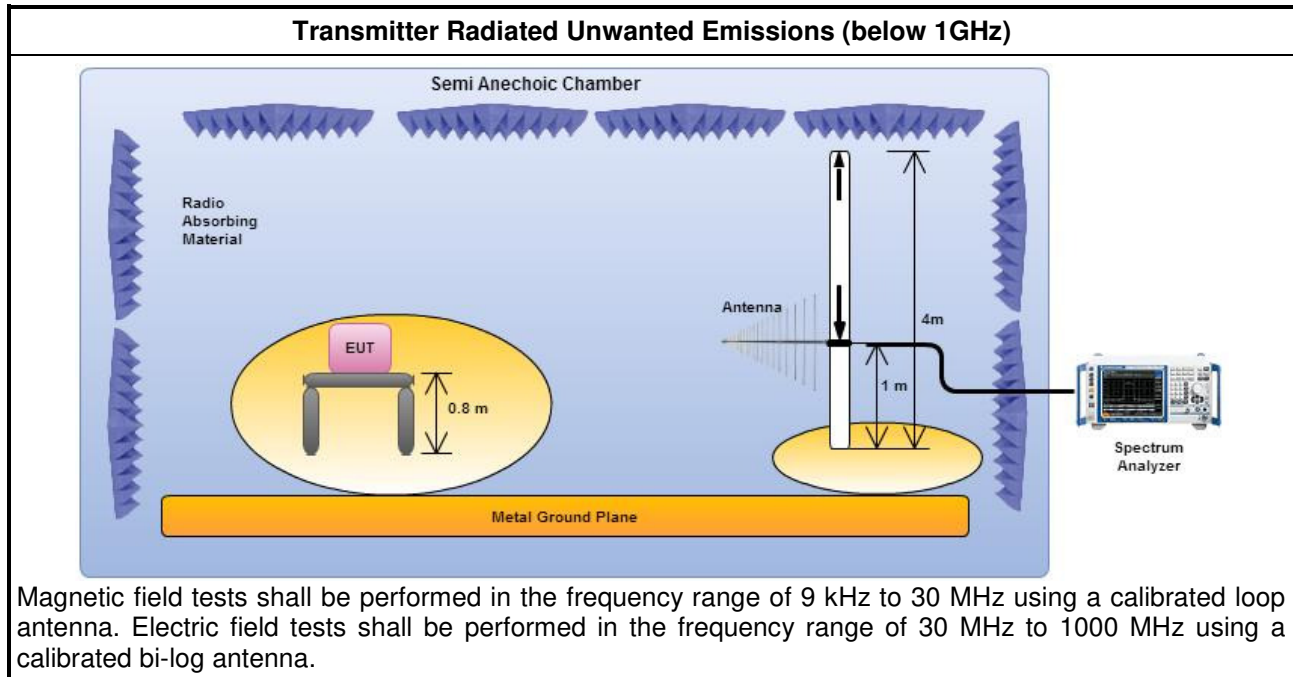 Transmitter Radiated Unwanted Emissions (below 1GHz)
Semi Anechoic Chamber
Radio
Absorbing
Material
Antenna
4m
EUT
1 m
0.8 m
Spectrum
Analyzer
Metal Ground Plane
Magnetic field tests shall be performed in the frequency range of 9 kHz to 30 MHz using a calibrated loop
antenna. Electric field tests shall be performed in the frequency range of 30 MHz to 1000 MHz using a
calibrated bi-log antenna.